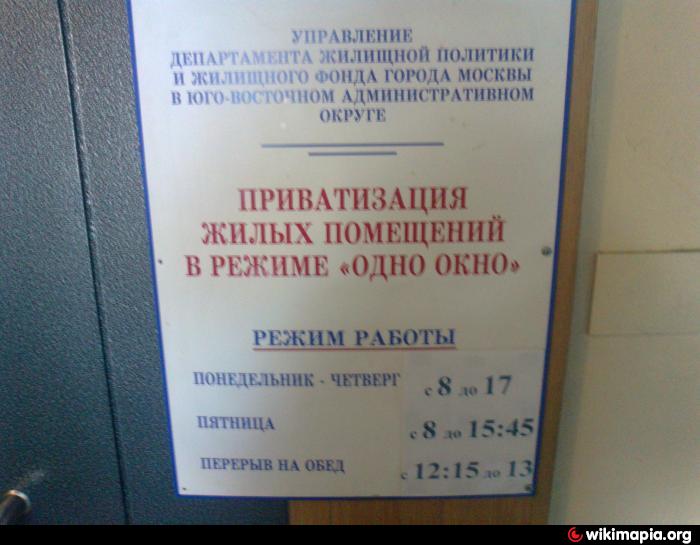 УПРАВЛЕНИЕ
ДЕПАРТАМЕНТА ЖИЛИЩНОЙ ПОЛИТИКИ
И ЖИЛИЩНОГО ФОНДА ГОРОДА МОСКВЫ
В ЮГО-ВОСТОЧНОМ АДМИНИСТРАТИВНОМ
ОКРУГЕ
ПРИВАТИЗАЦИЯ
ЖИЛЫХ ПОМЕЩЕНИЙ
В РЕЖИМЕ «ОДНО ОКНО»
РЕЖИМ РАБОТЫ
ПОНЕДЕЛЬНИК - ЧЕТВЕРГ с 8 до 17
ПЯТНИЦА с 8 до 15:45
ПЕРЕРЫВ НА ОБЕД с 12:15 до 13
wikimapia.org